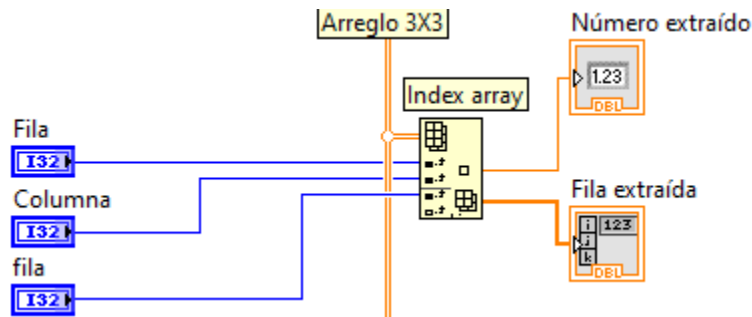 Arreglo 3X3
Número extraído
1.23
DBL
Index array
Fila
I32
Columna
I32
fila
I32
Fila extraída
i
j
k
123
DBL